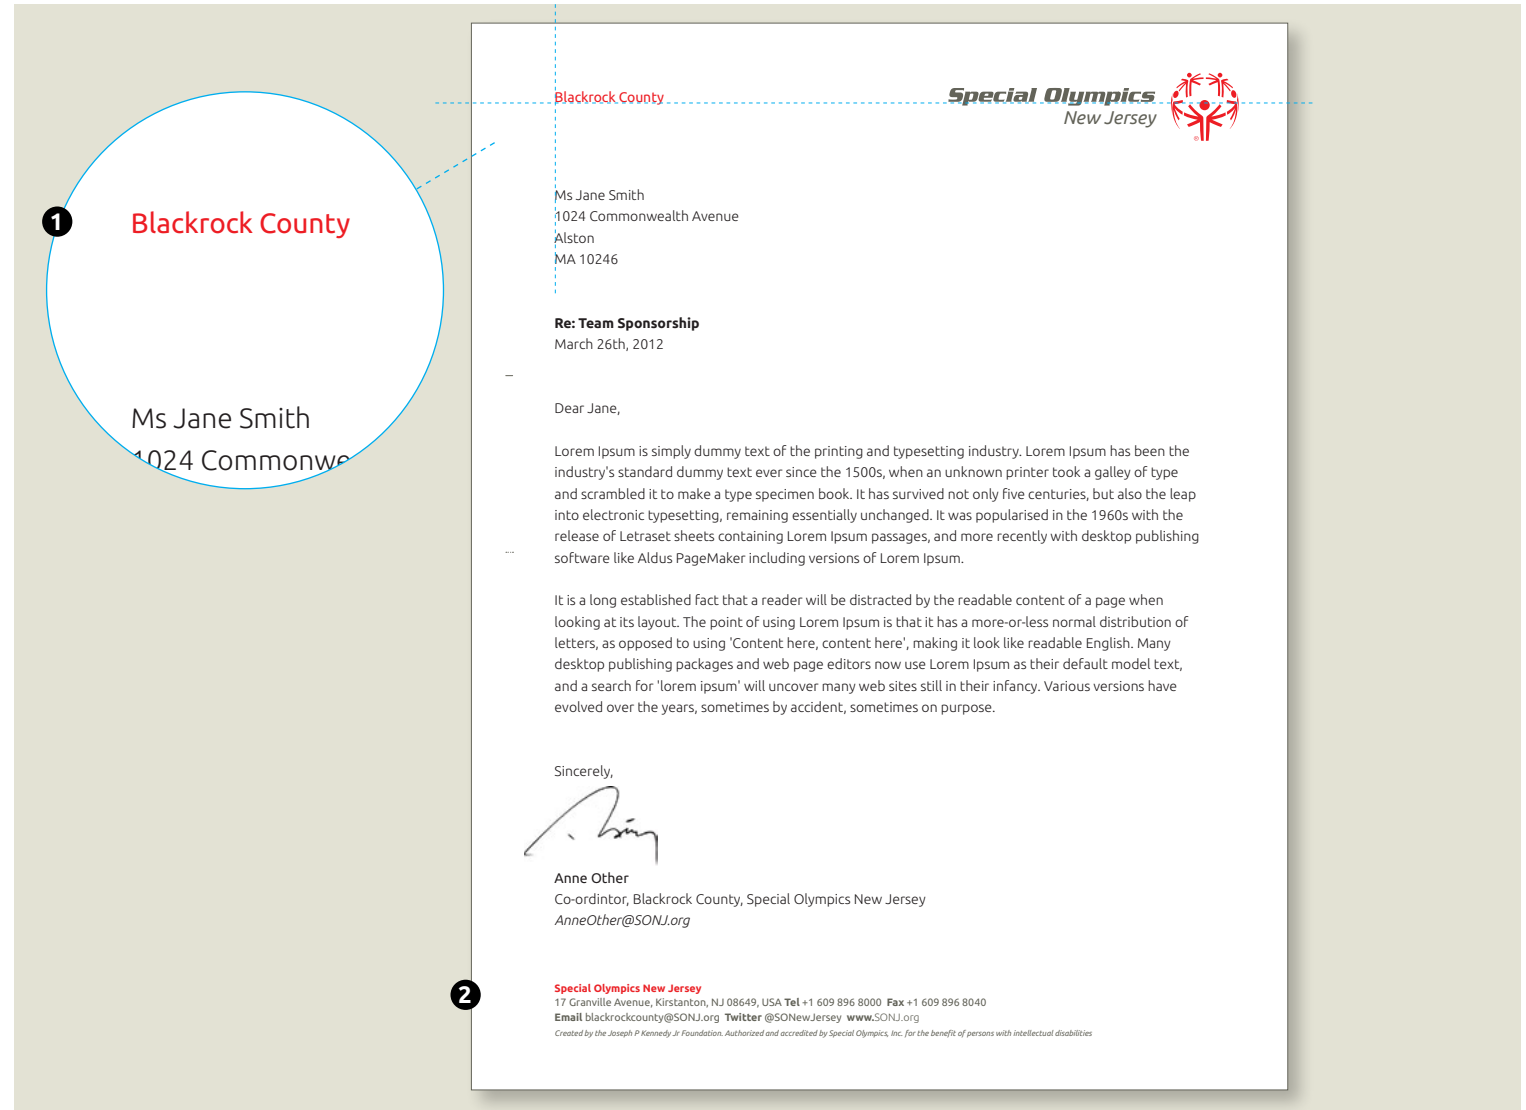 Blackrock County
Special Olympics
New Jersey
®
1
Blackrock County
Ms Jane Smith
1024 Commonwe
Ms Jane Smith
1024 Commonwealth Avenue
Alston
MA 10246
Re: Team Sponsorship
March 26th, 2012
Dear Jane,
Lorem Ipsum is simply dummy text of the printing and typesetting industry. Lorem Ipsum has been the
industry's standard dummy text ever since the 1500s, when an unknown printer took a galley of type
and scrambled it to make a type specimen book. It has survived not only five centuries, but also the leap
into electronic typesetting, remaining essentially unchanged. It was popularised in the 1960s with the
release of Letraset sheets containing Lorem Ipsum passages, and more recently with desktop publishing
software like Aldus PageMaker including versions of Lorem Ipsum.
It is a long established fact that a reader will be distracted by the readable content of a page when
looking at its layout. The point of using Lorem Ipsum is that it has a more-or-less normal distribution of
letters, as opposed to using 'Content here, content here', making it look like readable English. Many
desktop publishing packages and web page editors now use Lorem Ipsum as their default model text,
and a search for 'lorem ipsum' will uncover many web sites still in their infancy. Various versions have
evolved over the years, sometimes by accident, sometimes on purpose.
Sincerely,
Anne Other
Co-ordintor, Blackrock County, Special Olympics New Jersey
AnneOther@SONJ.org
2
Special Olympics New Jersey
17 Granville Avenue, Kirstanton, NJ 08649, USA Tel +1 609 896 8000 Fax +1 609 896 8040
Email blackrockcounty@SONJ.org Twitter @SONewJersey www.SONJ.org
Created by the Joseph P Kennedy Jr Foundation. Authorized and accredited by Special Olympics, Inc. for the benefit of persons with intellectual disabilities